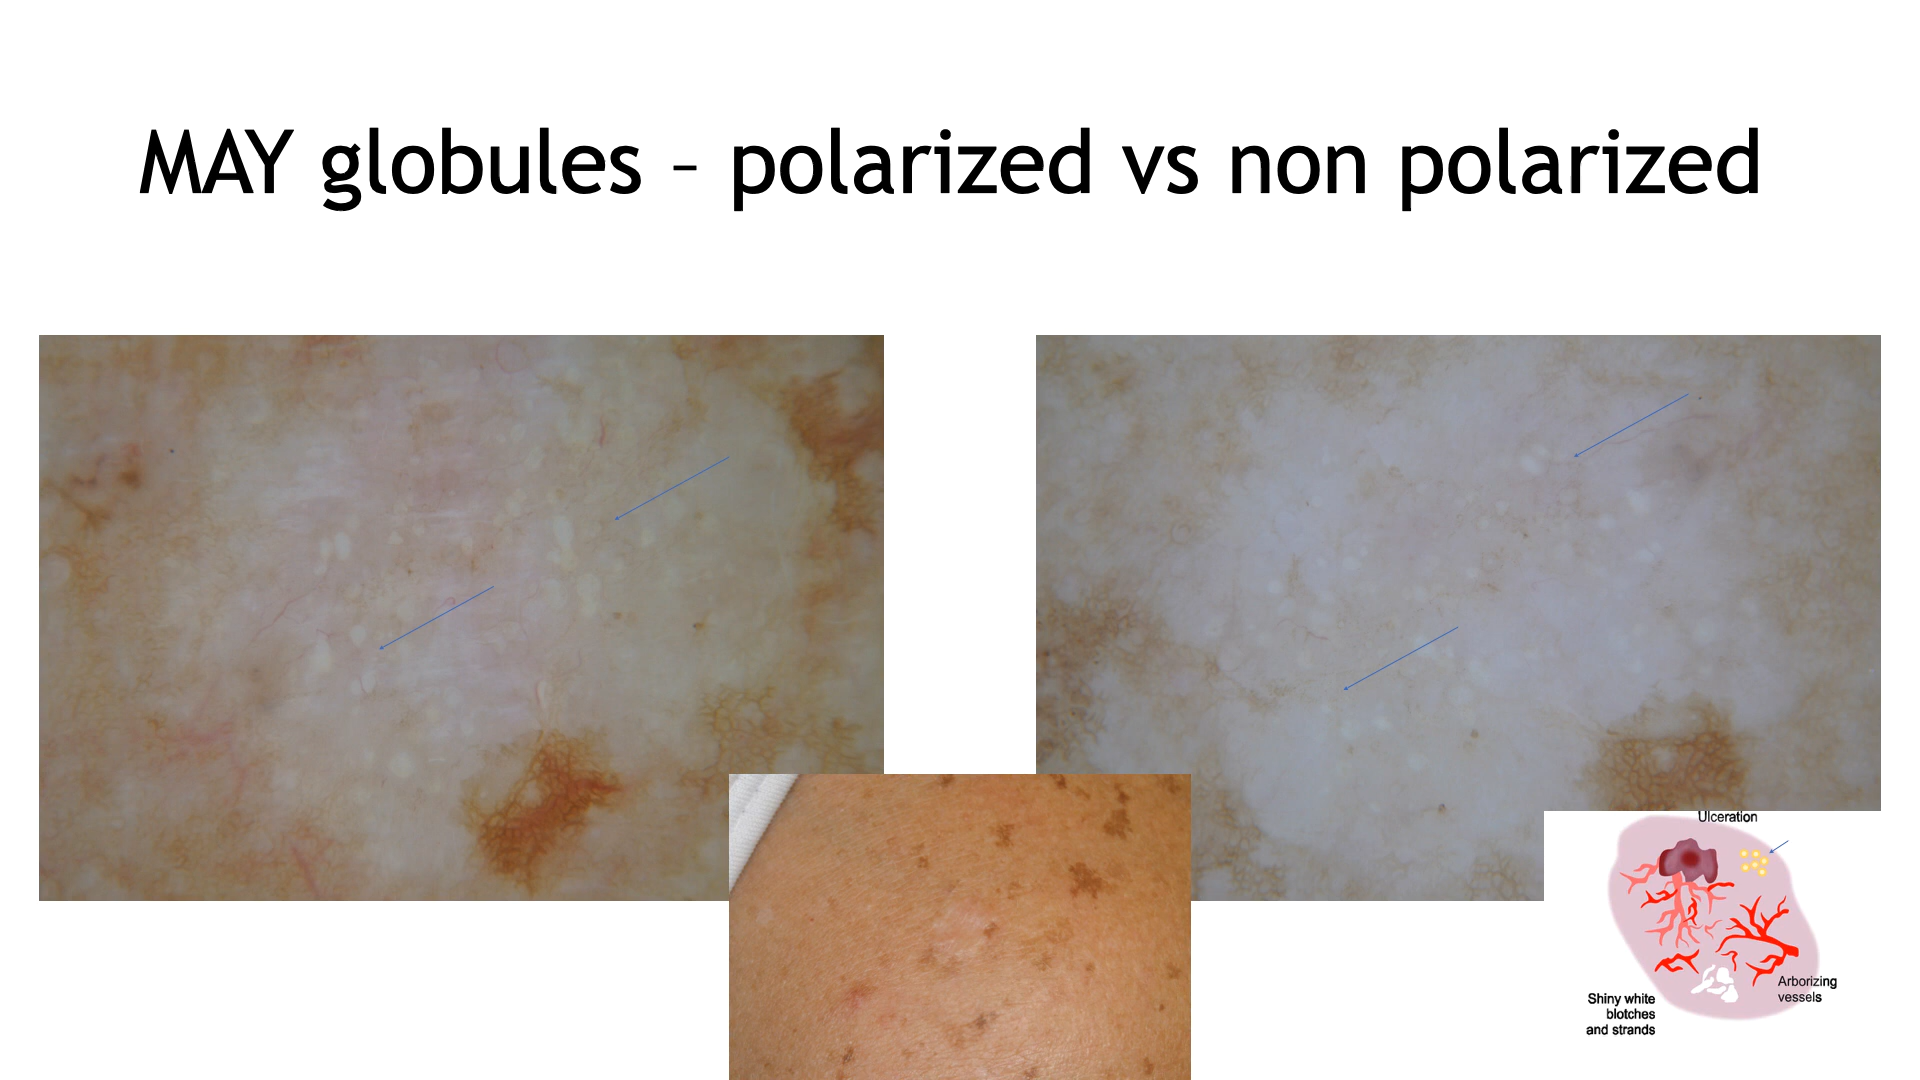 MAY globules – polarized vs non polarized
Ulceration
Arborizing
vessels
Shiny white
blotches
and strands